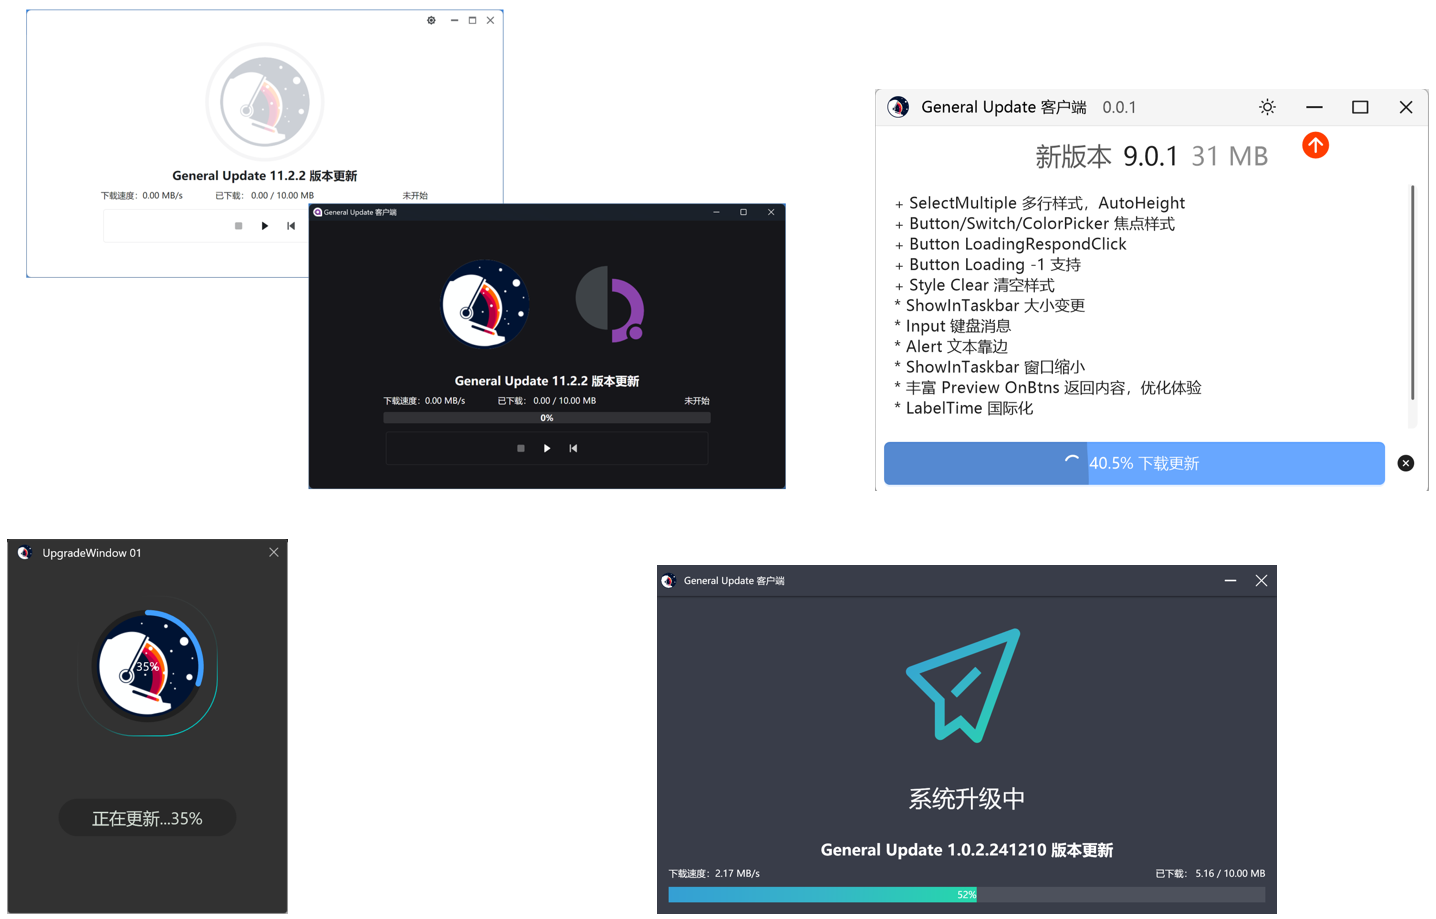 General Update 11.2.2 版本更新
下载速度：0.00 MB/s 已下载： 0.00 / 10.00 MB 未开始
General Update 客户端
General Update 11.2.2 版本更新
下载速度：0.00 MB/s 已下载： 0.00 / 10.00 MB 未开始
0%
General Update 客户端 0.0.1
新版本 9.0.1 31 MB
+ SelectMultiple 多行样式，AutoHeight
+ Button/Switch/ColorPicker 焦点样式
+ Button LoadingRespondClick
+ Button Loading -1 支持
+ Style Clear 清空样式
* ShowInTaskbar 大小变更
* Input 键盘消息
* Alert 文本靠边
* ShowInTaskbar 窗口缩小
* 丰富 Preview OnBtns 返回内容，优化体验
* LabelTime 国际化
40.5% 下载更新
UpgradeWindow 01
35%
正在更新...35%
General Update 客户端
系统升级中
General Update 1.0.2.241210 版本更新
下载速度：2.17 MB/s 已下载： 5.16 / 10.00 MB
52%